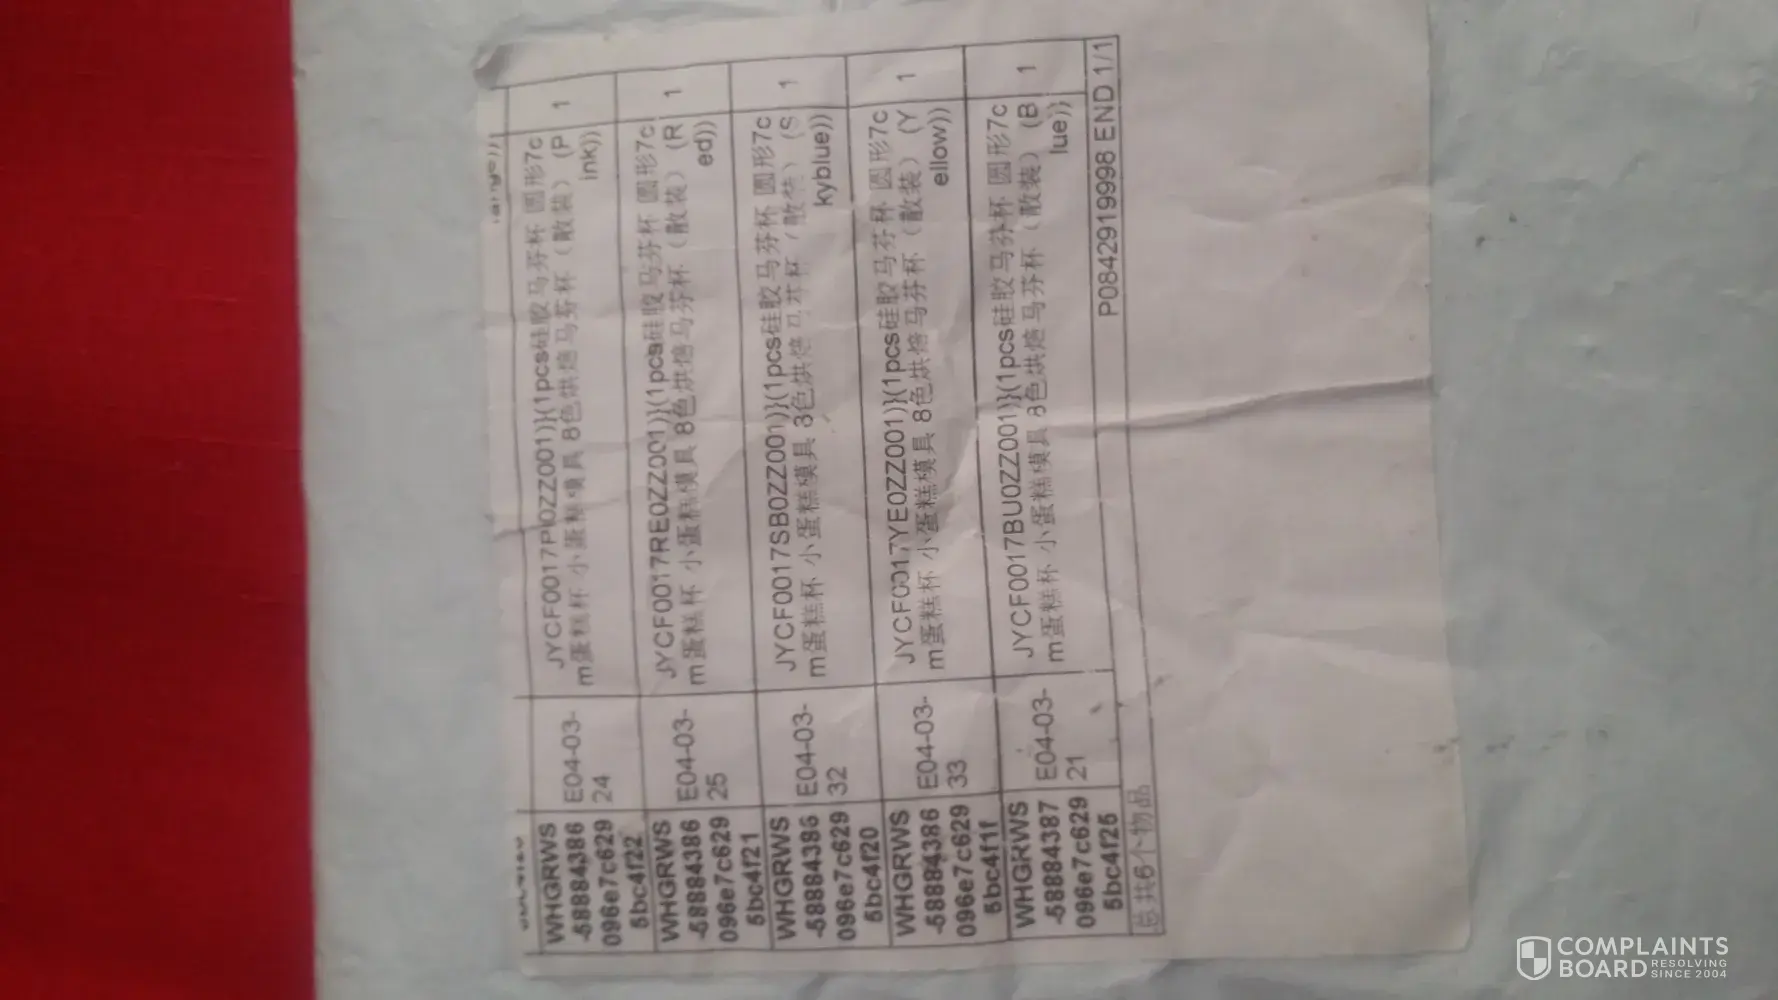 WHGRWS
-58884386
096e7c629
5bc4f22
E04-03-
24
JYCF0017PI0ZZ001)}(1pcs硅胶马芬杯 圆形7c
m蛋糕杯 小蛋糕模具 8色烘焙马芬杯（散装）(P
ink))
1
WHGRWS
-58884386
096e7c629
5bc4f21
E04-03-
25
JYCF0017RE0ZZ001)}(1pcs硅胶马芬杯 圆形7c
m蛋糕杯 小蛋糕模具 8色烘焙马芬杯（散装）(R
ed))
1
WHGRWS
-58884386
096e7c629
5bc4f20
E04-03-
32
JYCF0017SB0ZZ001)}(1pcs硅胶马芬杯 圆形7c
m蛋糕杯 小蛋糕模具 8色烘焙马芬杯（散装）(S
kyblue))
1
WHGRWS
-58884386
096e7c629
5bc4f1f
E04-03-
33
JYCF0017YE0ZZ001)}(1pcs硅胶马芬杯 圆形7c
m蛋糕杯 小蛋糕模具 8色烘焙马芬杯（散装）(Y
ellow))
1
WHGRWS
-58884387
096e7c629
5bc4f25
E04-03-
21
JYCF0017BU0ZZ001)}(1pcs硅胶马芬杯 圆形7c
m蛋糕杯 小蛋糕模具 8色烘焙马芬杯（散装）(B
lue))
1
总共6个物品
P0842919998 END 1/1
COMPLAINTS
BOARD RESOLVING
SINCE 2004